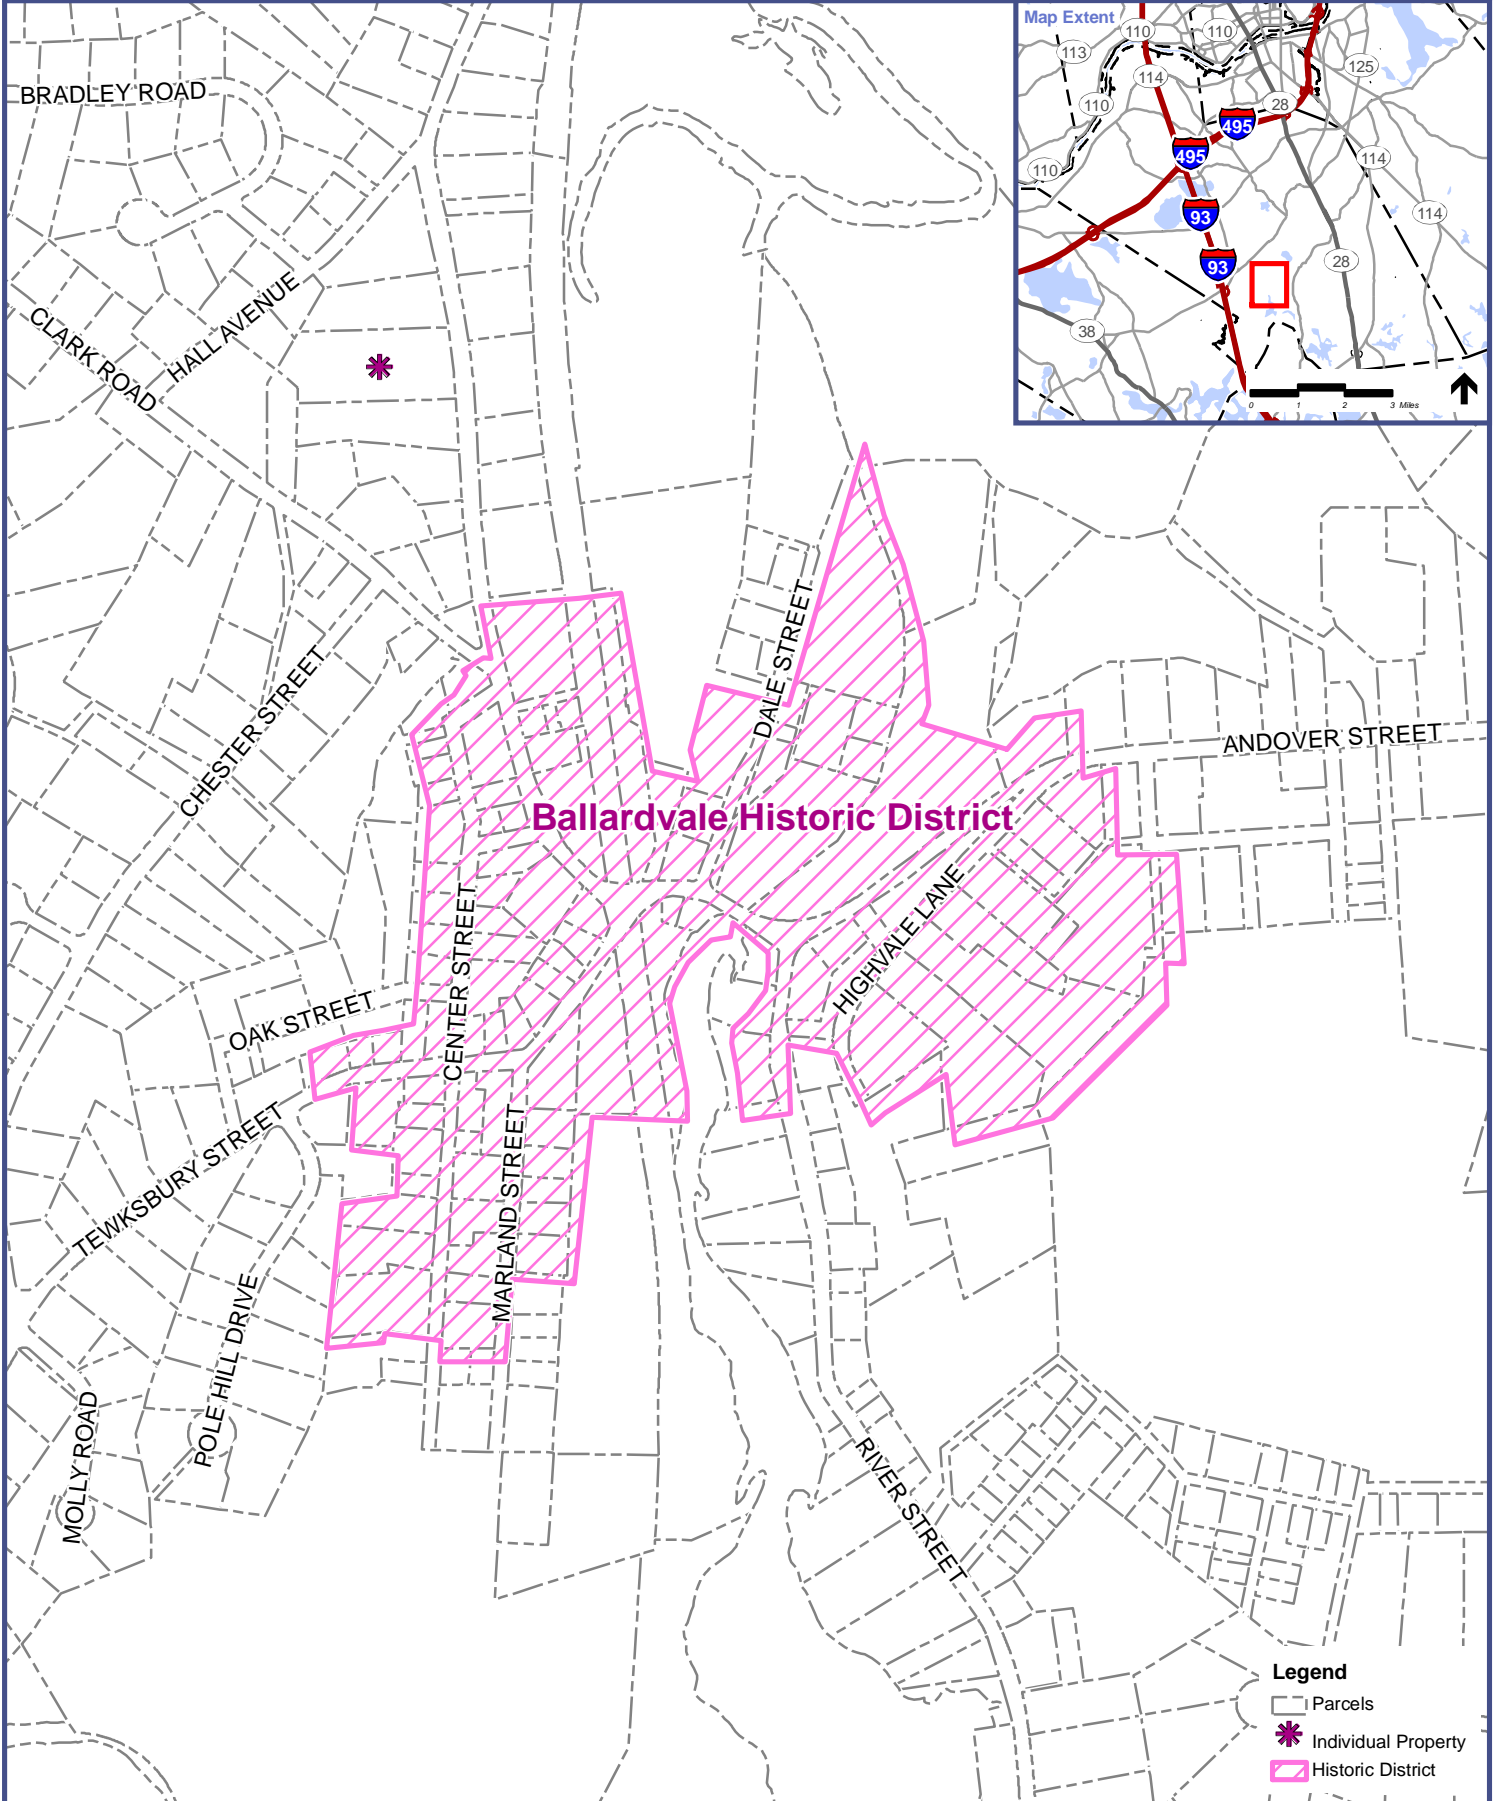 Map Extent
110
110
113
125
114
110
28
495
495
110
114
93
114
93
28
38
0 1 2 3 Miles
BRADLEY ROAD
HALL AVENUE
CLARK ROAD
DALE STREET
CHESTER STREET
ANDOVER STREET
Ballardvale Historic District
HIGHVALE LANE
CENTER STREET
OAK STREET
MARLAND STREET
TEWKSBURY STREET
POLE HILL DRIVE
MOLLY ROAD
RIVER STREET
Legend
Parcels
Individual Property
Historic District